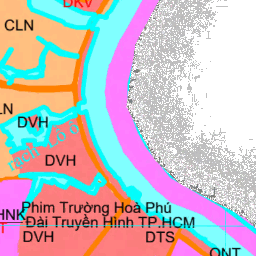 DKV
CLN
LN
DVH
DVH
HNK
Phim Trường Hoà Phú
Đài Truyền Hình TP.HCM
DVH
DTS
ONT